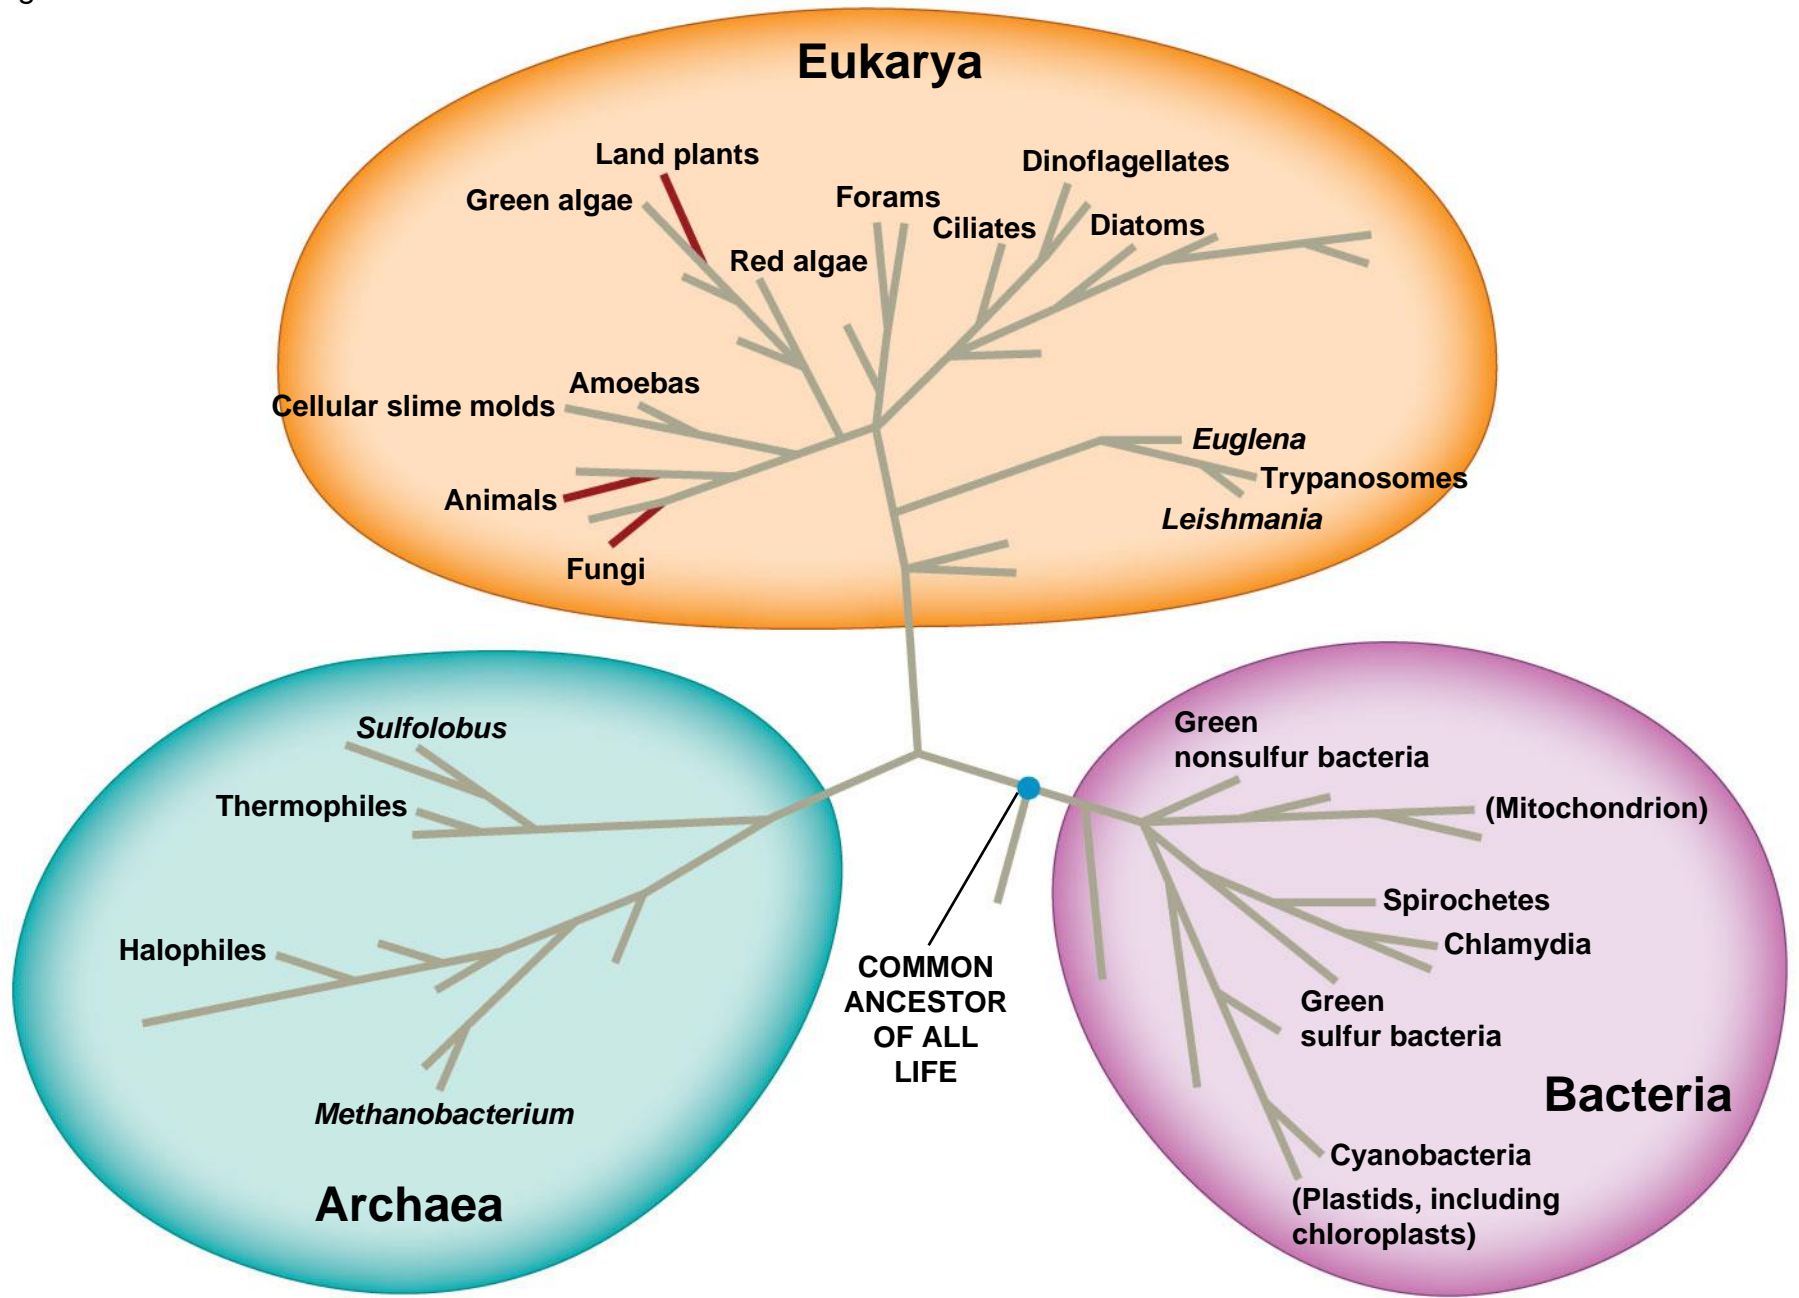 Eukarya
Land plants
Green algae
Dinoflagellates
Forams
Ciliates
Diatoms
Red algae
Amoebas
Cellular slime molds
Euglena
Trypanosomes
Leishmania
Animals
Fungi
Sulfolobus
Thermophiles
Halophiles
Methanobacterium
Archaea
COMMON
ANCESTOR
OF ALL
LIFE
Green
nonsulfur bacteria
(Mitochondrion)
Spirochetes
Chlamydia
Green
sulfur bacteria
Bacteria
Cyanobacteria
(Plastids, including
chloroplasts)